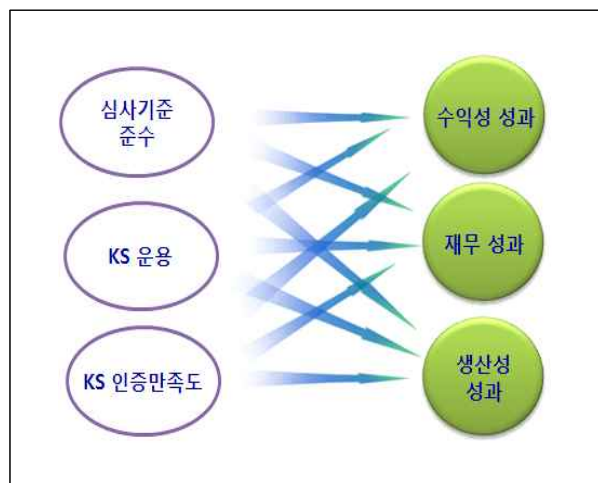 심사기준
준수
KS 운용
KS 인증만족도
수익성 성과
재무 성과
생산성
성과